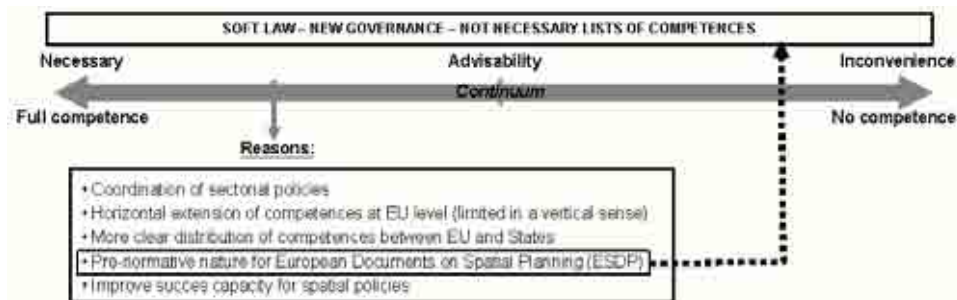 SOFT LAW – NEW GOVERNANCE – NOT NECESSARY LISTS OF COMPETENCES
Necessary Advisability Inconvenience
Continuum
Full competence No competence
Reasons:
• Coordination of sectorial policies
• Horizontal extension of competences at EU level (limited in a vertical sense)
• More clear distribution of competences between EU and States
• Pre-normative nature for European Documents on Spatial Planning (ESDP)
• Improve succes capacity for spatial policies